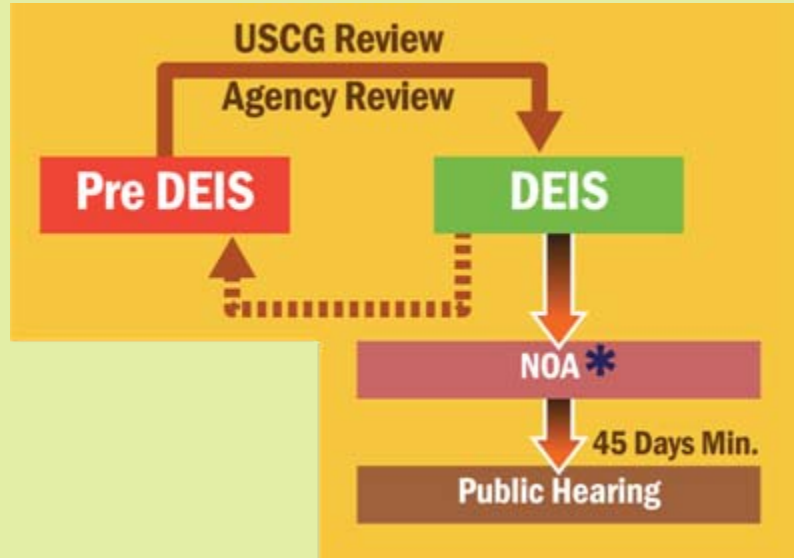 USCG Review
Agency Review
Pre DEIS
DEIS
NOA *
45 Days Min.
Public Hearing